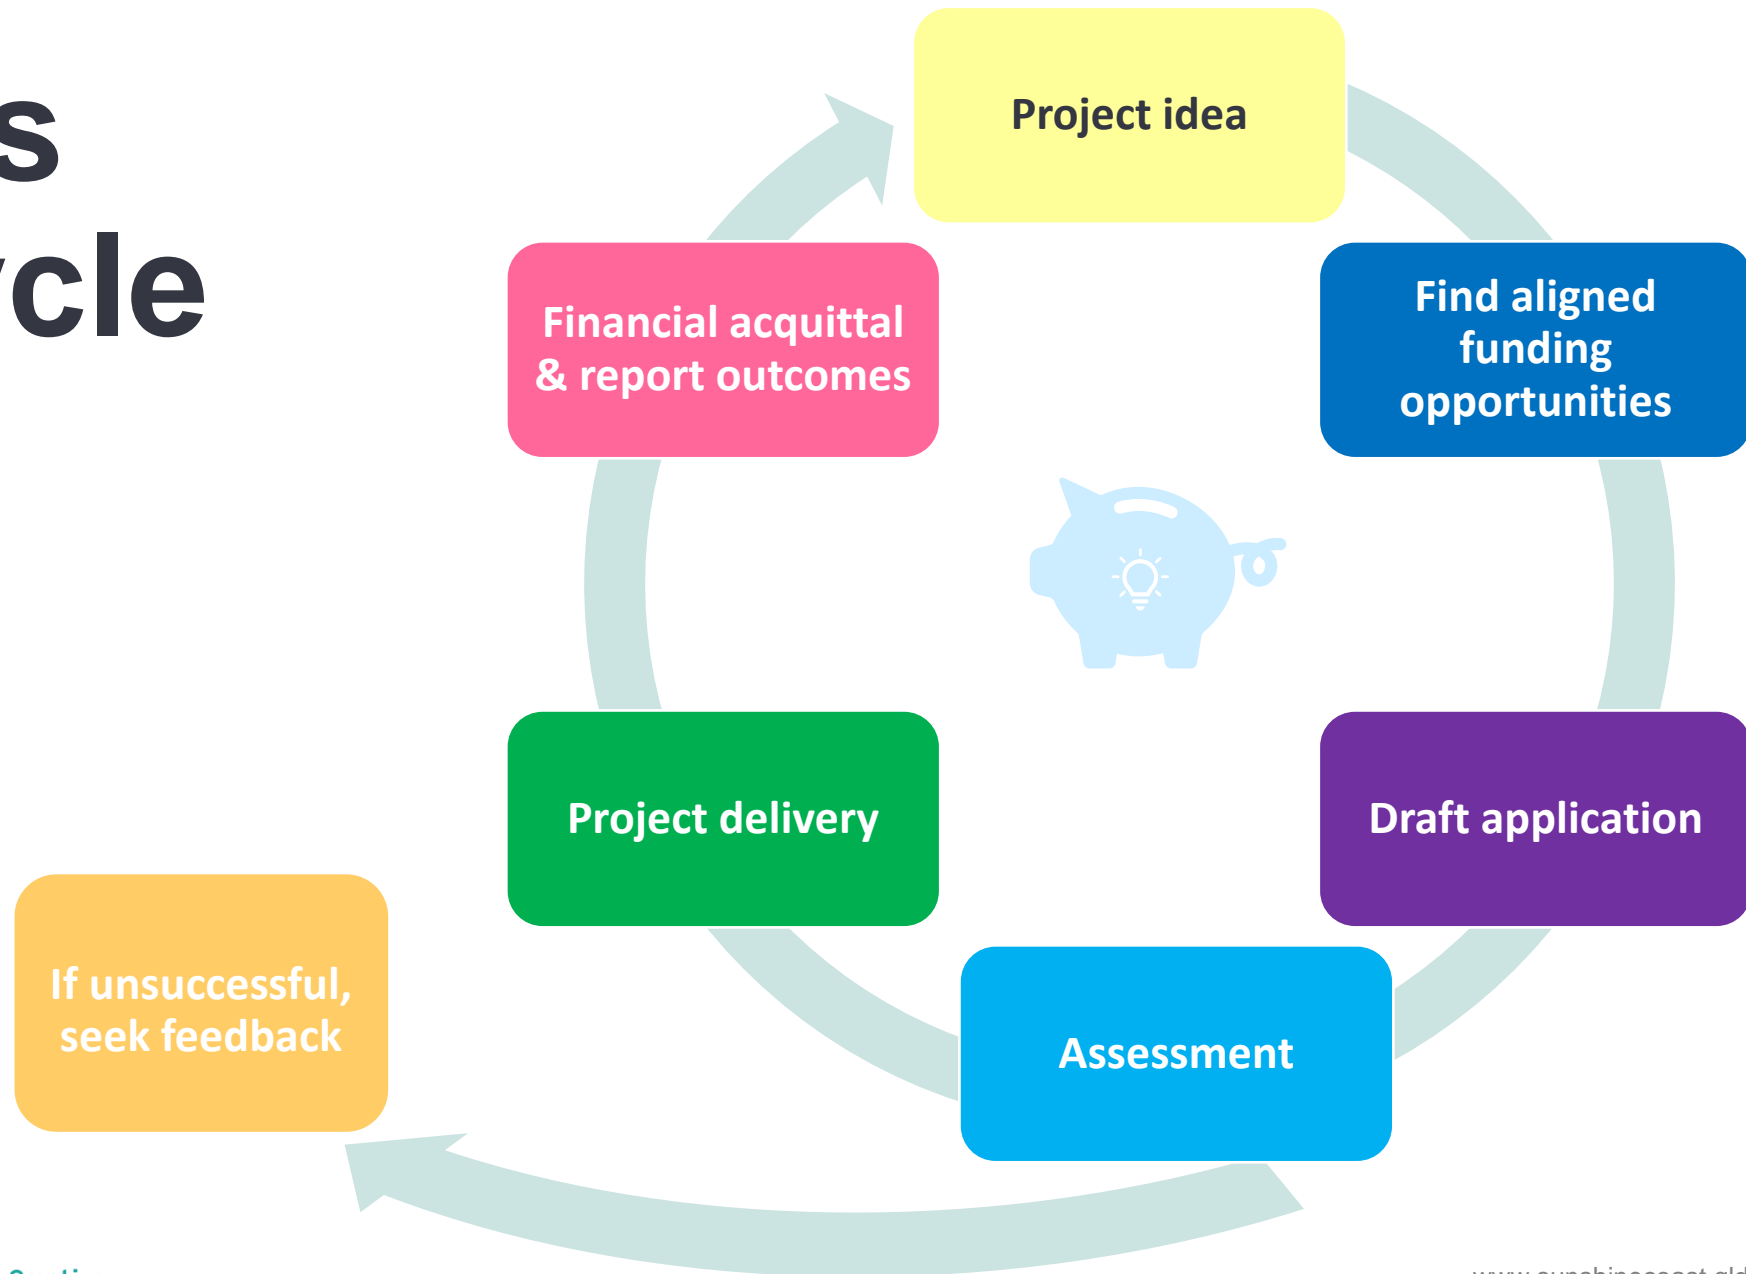 s
ycle
Project idea
Find aligned
funding
opportunities
Draft application
Assessment
Project delivery
Financial acquittal
& report outcomes
If unsuccessful,
seek feedback